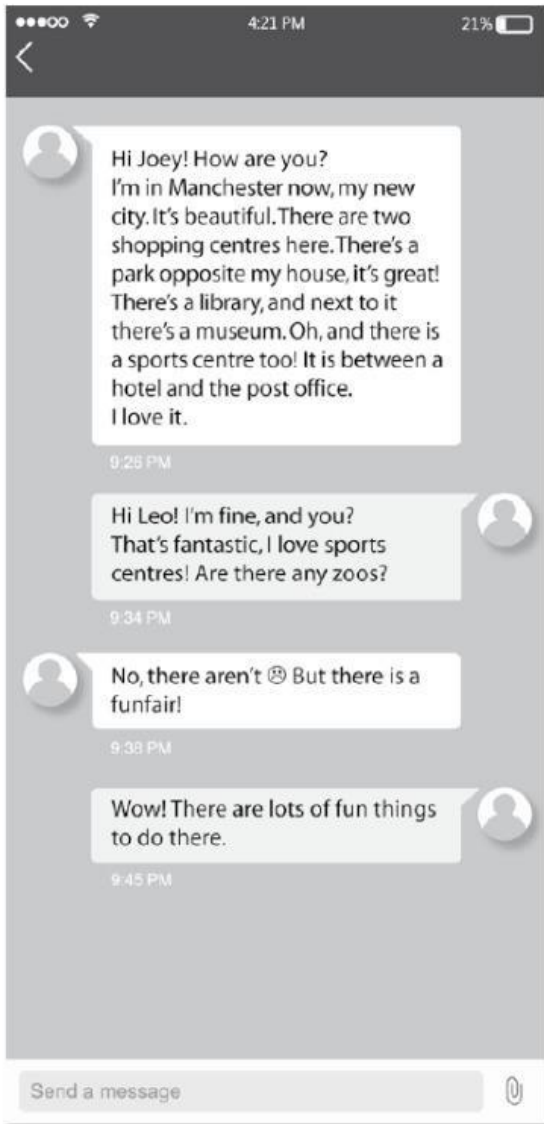 4:21 PM
21%
Hi Joey! How are you?
I'm in Manchester now, my new
city. It's beautiful. There are two
shopping centres here. There's a
park opposite my house, it's great!
There's a library, and next to it
there's a museum. Oh, and there is
a sports centre too! It is between a
hotel and the post office.
I love it.
9:26 PM
Hi Leo! I'm fine, and you?
That's fantastic, I love sports
centres! Are there any zoos?
9:34 PM
No, there aren't ☹ But there is a
funfair!
9:38 PM
Wow! There are lots of fun things
to do there.
9:45 PM
Send a message